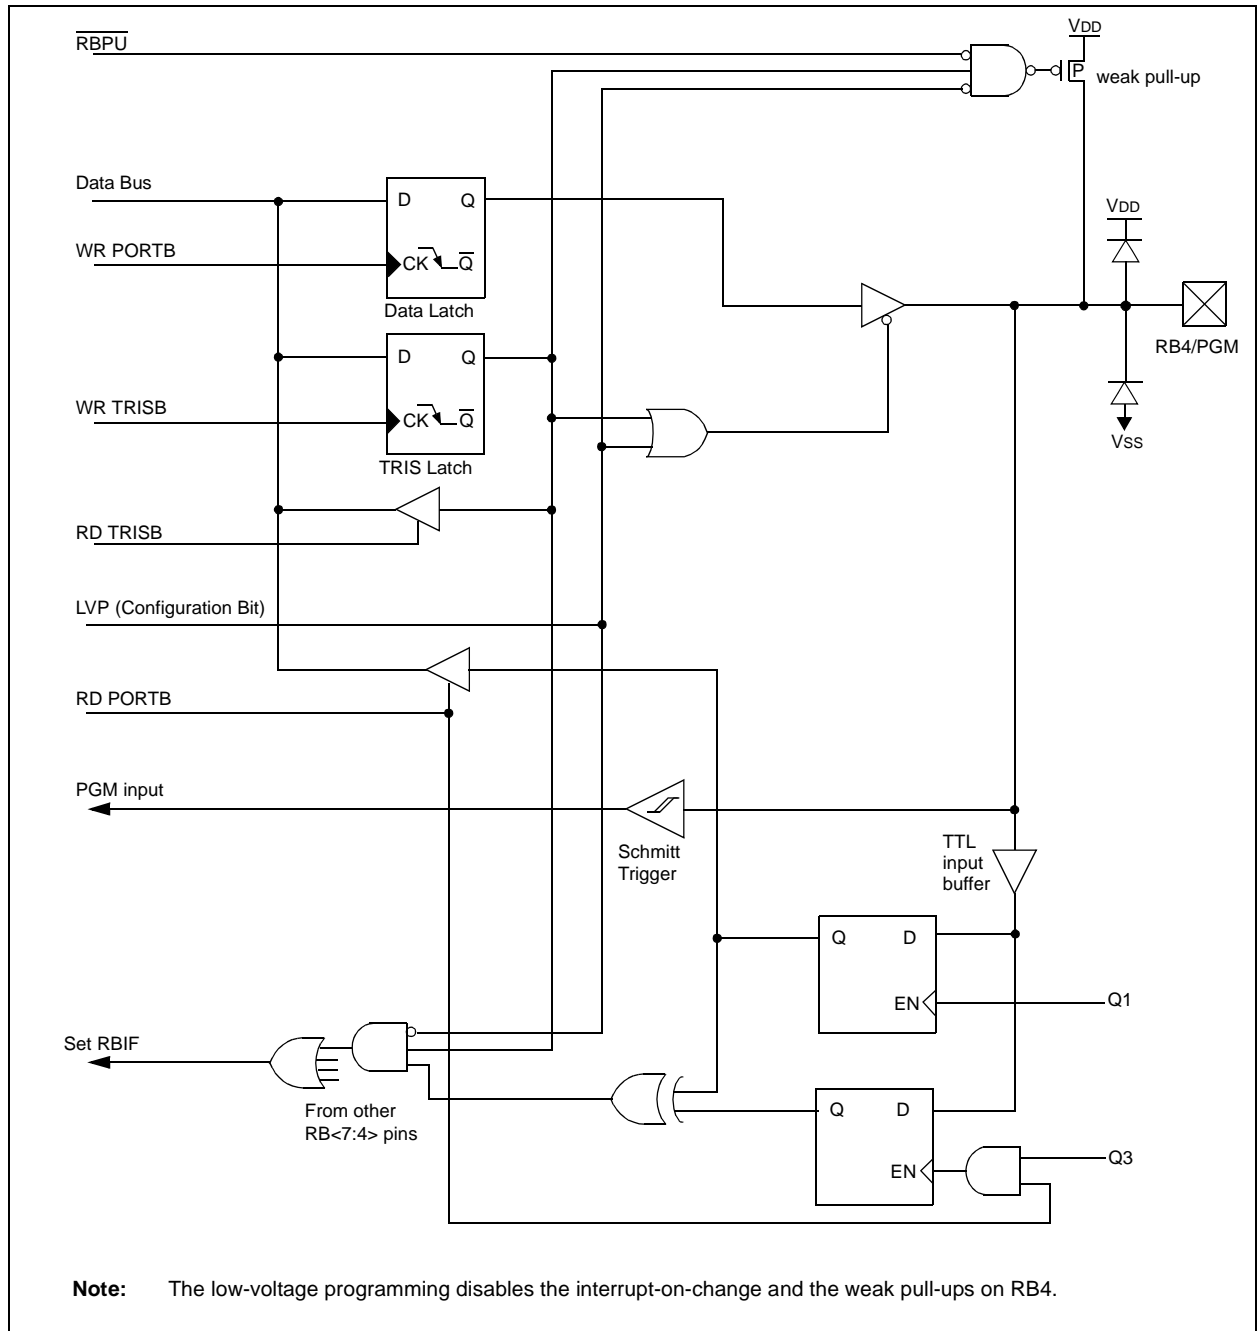 RBPU
VDD
P
weak pull-up
Data Bus
D Q
VDD
WR PORTB
CK Q
Data Latch
D Q
RB4/PGM
WR TRISB
CK Q
VSS
TRIS Latch
RD TRISB
LVP (Configuration Bit)
RD PORTB
PGM input
Schmitt
Trigger
TTL
input
buffer
Q D
EN
Q1
Set RBIF
From other
RB<7:4> pins
Q D
EN
Q3
Note: The low-voltage programming disables the interrupt-on-change and the weak pull-ups on RB4.